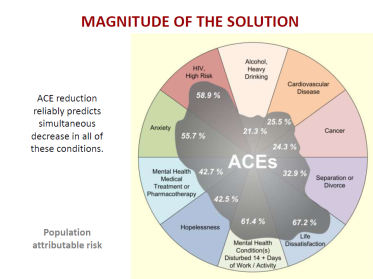 MAGNITUDE OF THE SOLUTION
ACE reduction
reliably predicts
simultaneous
decrease in all of
these conditions.
Population
attributable risk
Alcohol,
Heavy
Drinking
21.3 %
Cardiovascular
Disease
25.5 %
Cancer
24.3 %
Separation or
Divorce
32.9 %
Life
Dissatisfaction
67.2 %
Mental Health
Condition(s)
Disturbed 14 + Days
of Work / Activity
61.4 %
Hopelessness
42.5 %
Mental Health
Medical
Treatment or
Pharmacotherapy
42.7 %
Anxiety
55.7 %
HIV,
High Risk
58.9 %
ACEs